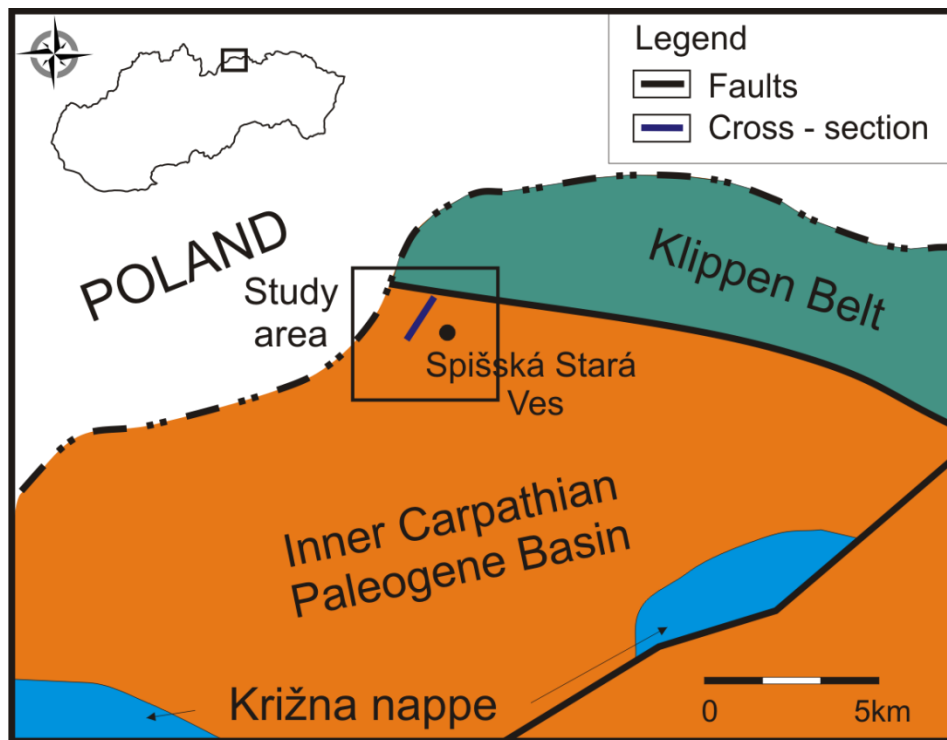 Legend
Faults
Cross - section
POLAND
Klippen Belt
Study
area
Spišská Stará
Ves
Inner Carpathian
Paleogene Basin
Križna nappe
0 5km